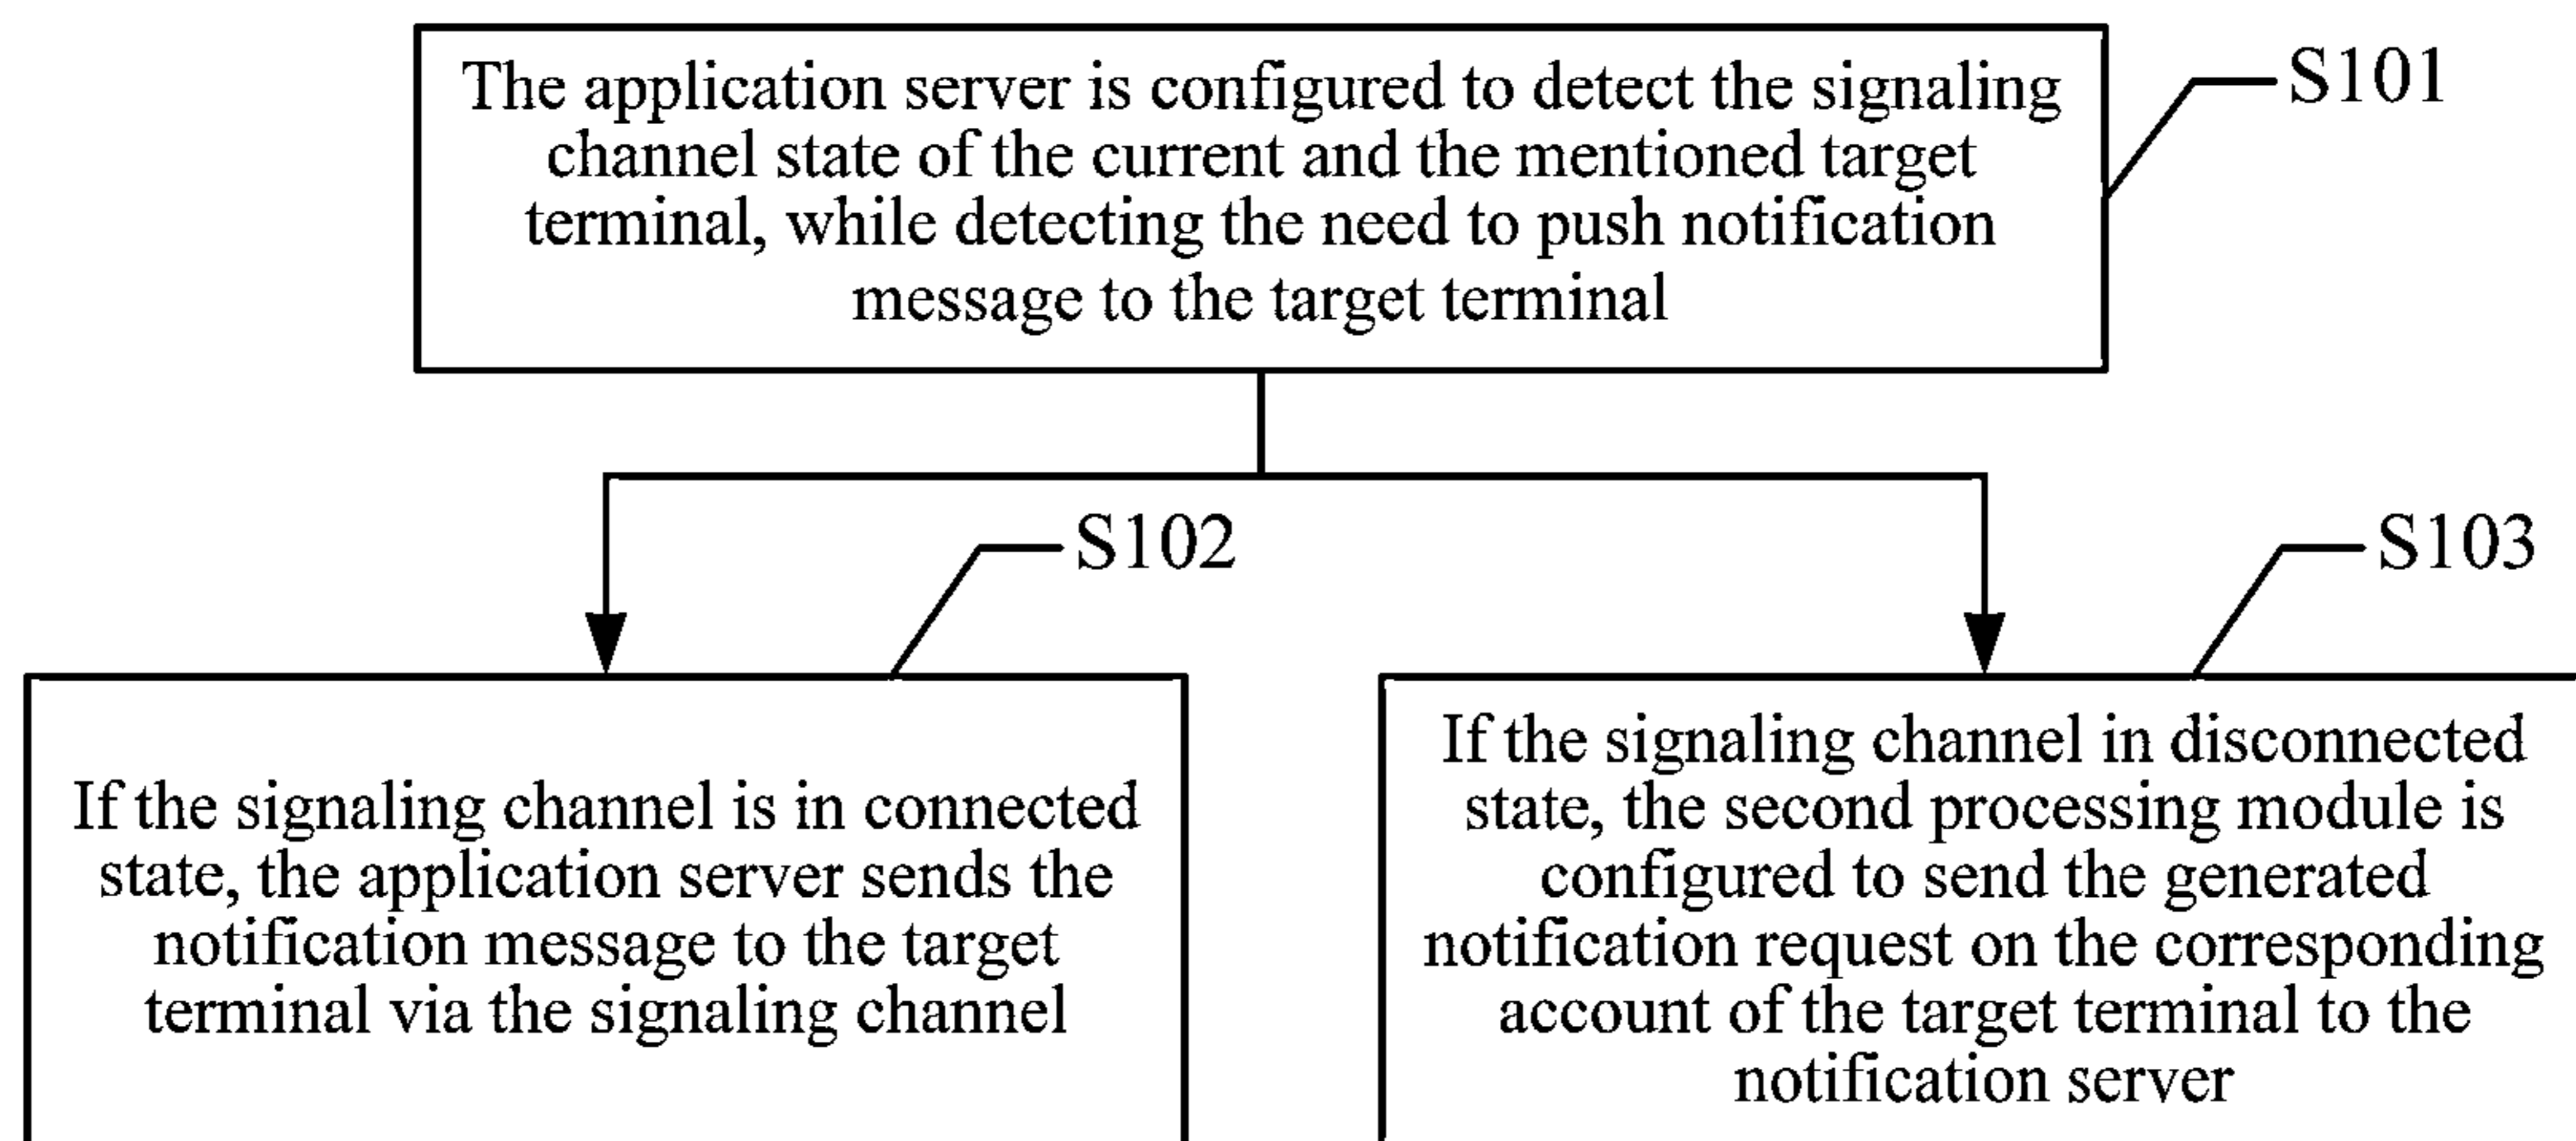 The application server is configured to detect the signaling
channel state of the current and the mentioned target
terminal, while detecting the need to push notification
message to the target terminal
S101
S102
If the signaling channel is in connected
state, the application server sends the
notification message to the target
terminal via the signaling channel
S103
If the signaling channel in disconnected
state, the second processing module is
configured to send the generated
notification request on the corresponding
account of the target terminal to the
notification server